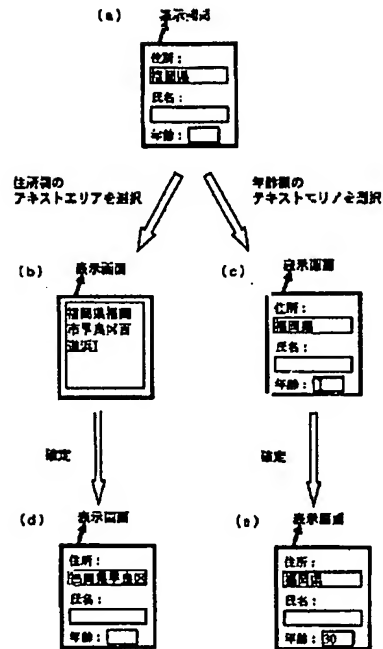 (a)
表示画面
住所：
福岡県
氏名：
年齢：
住所欄の
テキストエリアを選択
年齢欄の
テキストエリアを選択
(b)
表示画面
福岡県福岡
市早良区百
道浜I
(c)
表示画面
住所：
福岡県
氏名：
年齢：I
確定
確定
(d)
表示画面
住所：
福岡県早良区
氏名：
年齢：
(e)
表示画面
住所：
福岡県
氏名：
年齢：30